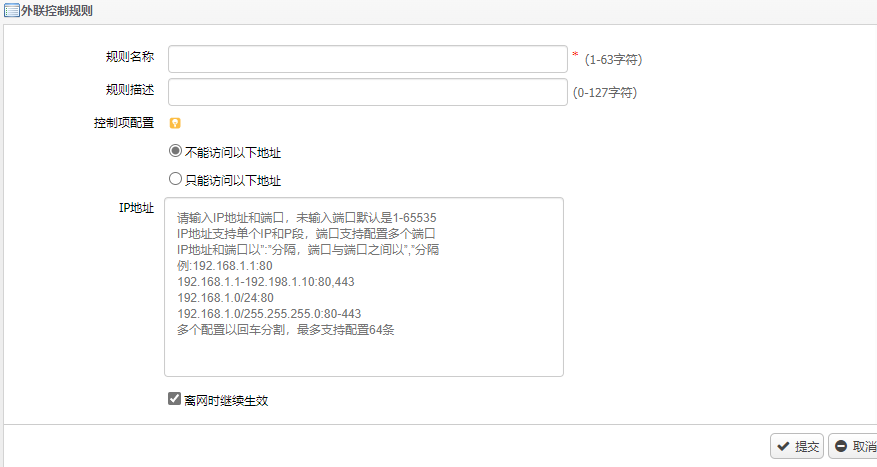 外联控制规则
规则名称 * (1-63字符)
规则描述 (0-127字符)
控制项配置
不能访问以下地址
只能访问以下地址
IP地址
请输入IP地址和端口，未输入端口默认是1-65535
IP地址支持单个IP和P段，端口支持配置多个端口
IP地址和端口以":"分隔，端口与端口之间以","分隔
例:192.168.1.1:80
192.168.1.1-192.198.1.10:80,443
192.168.1.0/24:80
192.168.1.0/255.255.255.0:80-443
多个配置以回车分割，最多支持配置64条
离网时继续生效
提交 取消